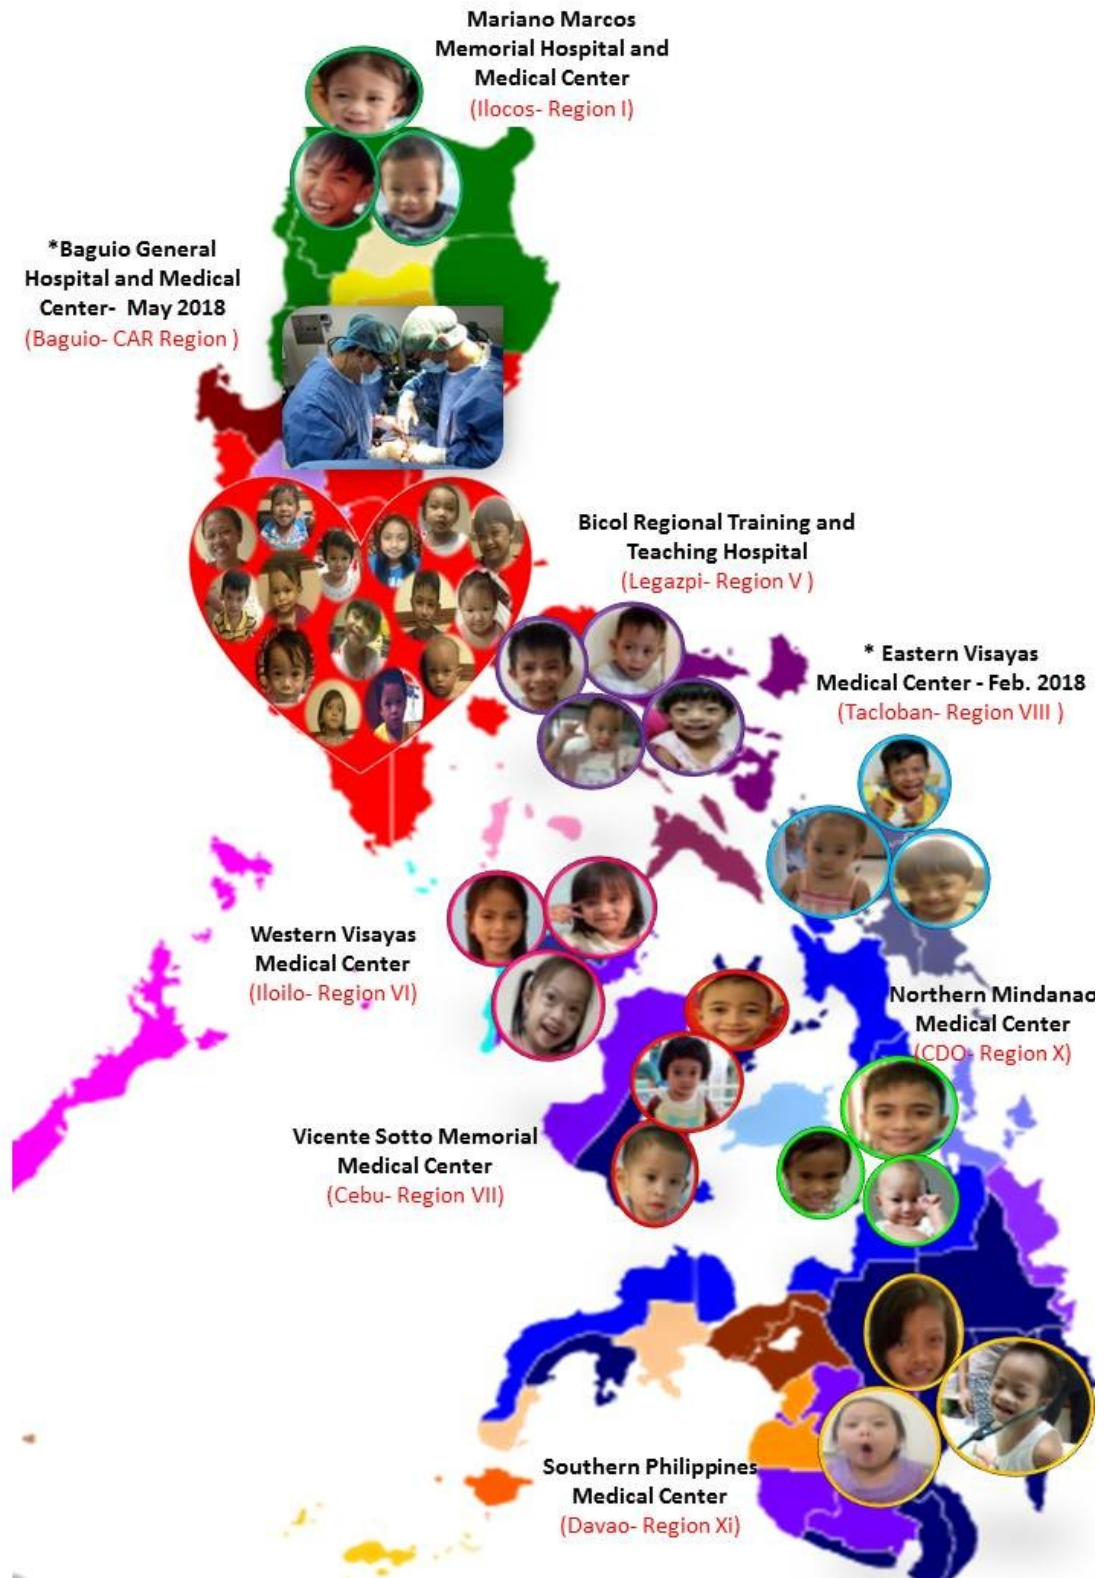 Mariano Marcos
Memorial Hospital and
Medical Center
(Ilocos- Region I)
*Baguio General
Hospital and Medical
Center-  May 2018
(Baguio- CAR Region )
Bicol Regional Training and
Teaching Hospital
(Legazpi- Region V )
* Eastern Visayas
Medical Center - Feb. 2018
(Tacloban- Region VIII )
Western Visayas
Medical Center
(Iloilo- Region VI)
Northern Mindanao
Medical Center
(CDO- Region X)
Vicente Sotto Memorial
Medical Center
(Cebu- Region VII)
Southern Philippines
Medical Center
(Davao- Region Xi)